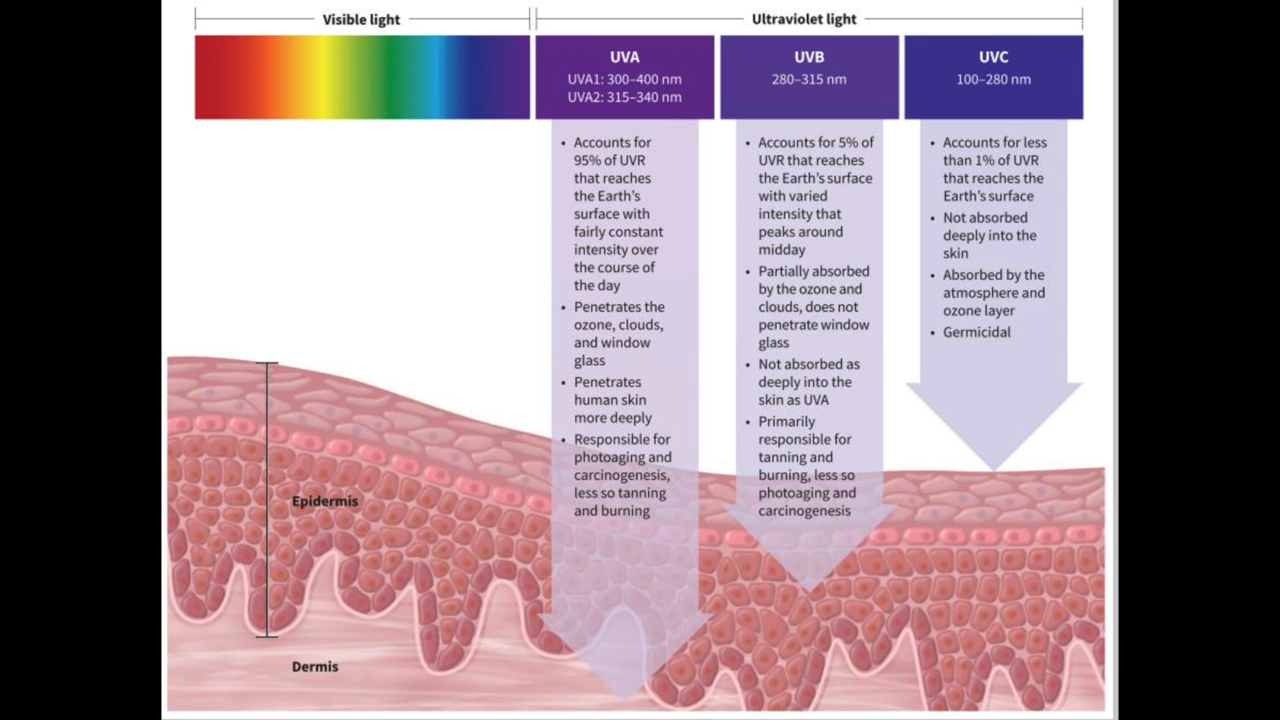 Visible light
Ultraviolet light
UVA
UVA1: 300–400 nm
UVA2: 315–340 nm
UVB
280–315 nm
UVC
100–280 nm
• Accounts for
95% of UVR
that reaches
the Earth’s
surface with
fairly constant
intensity over
the course of
the day
• Penetrates the
ozone, clouds,
and window
glass
• Penetrates
human skin
more deeply
• Responsible for
photoaging and
carcinogenesis,
less so tanning
and burning
• Accounts for 5% of
UVR that reaches
the Earth’s surface
with varied
intensity that
peaks around
midday
• Partially absorbed
by the ozone and
clouds, does not
penetrate window
glass
• Not absorbed as
deeply into the
skin as UVA
• Primarily
responsible for
tanning and
burning, less so
photoaging and
carcinogenesis
• Accounts for less
than 1% of UVR
that reaches the
Earth’s surface
• Not absorbed
deeply into the
skin
• Absorbed by the
atmosphere and
ozone layer
• Germicidal
Epidermis
Dermis